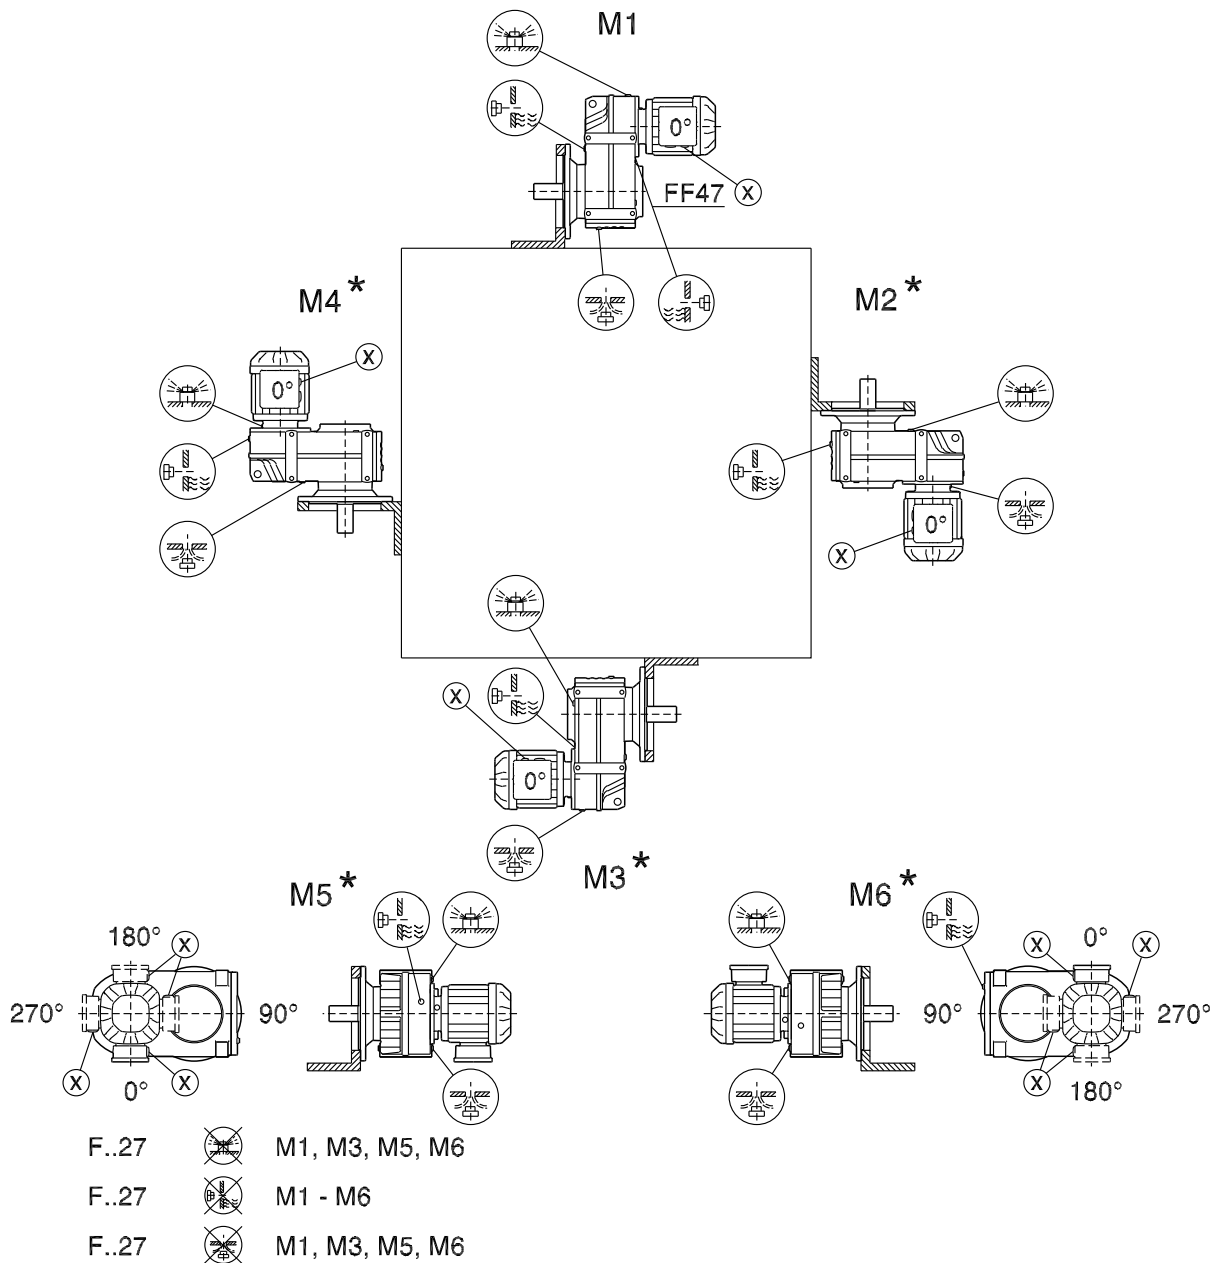 M1
0°
X
FF47
M4*
M2*
X
0°
0°
X
X
0°
M3*
M5*
M6*
180°
X
0°
X
X
270°
90°
90°
270°
X
0°
X
X
180°
F..27 M1, M3, M5, M6
F..27 M1 - M6
F..27 M1, M3, M5, M6